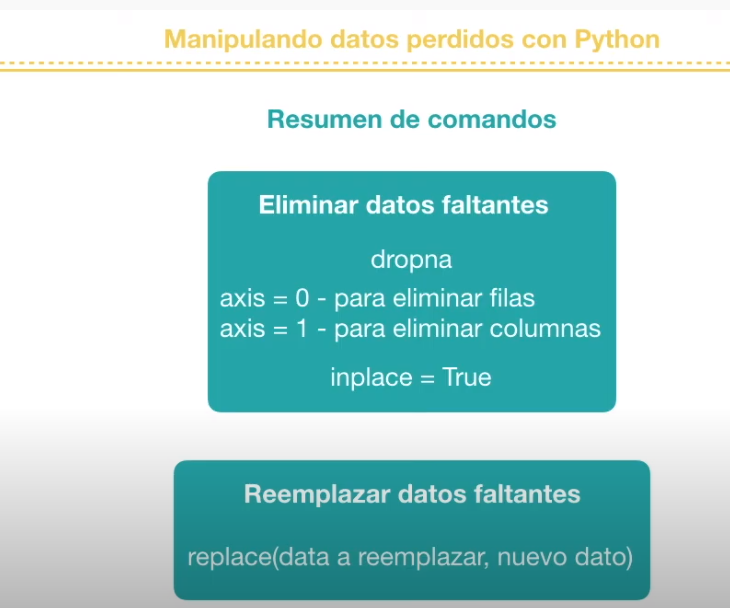 Manipulando datos perdidos con Python
Resumen de comandos
Eliminar datos faltantes
dropna
axis = 0 - para eliminar filas
axis = 1 - para eliminar columnas
inplace = True
Reemplazar datos faltantes
replace(data a reemplazar, nuevo dato)